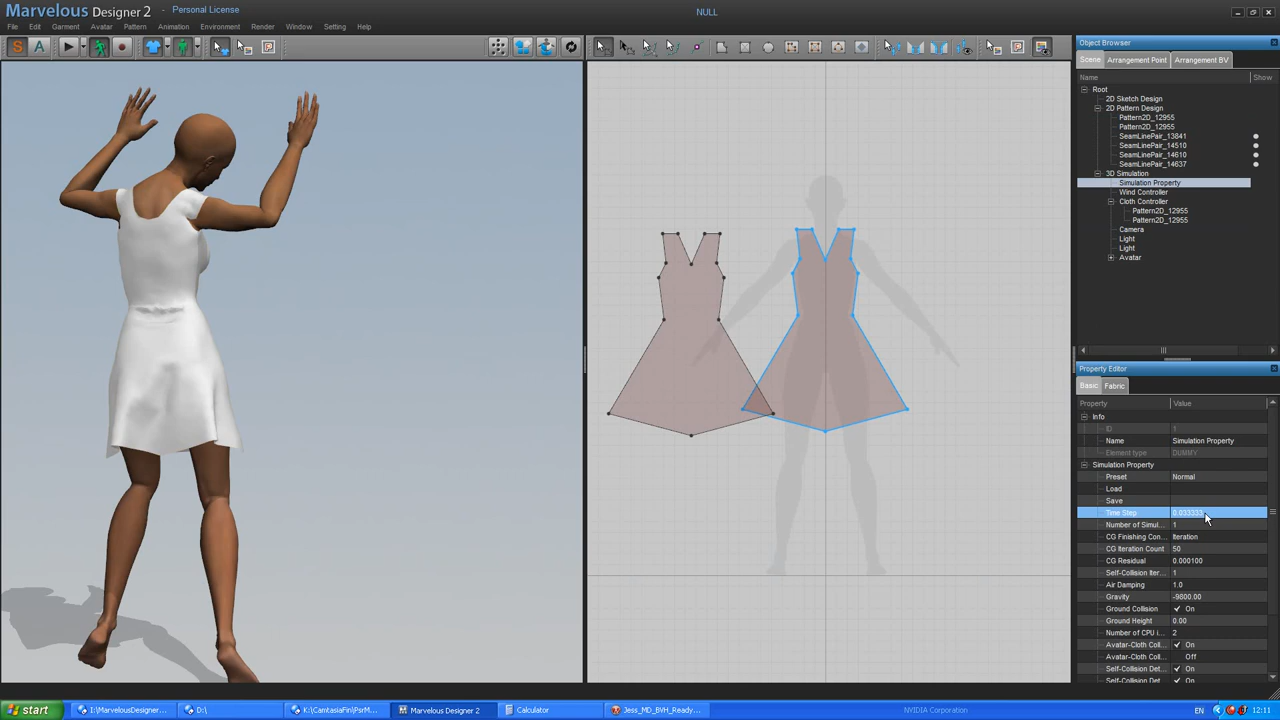 Marvelous Designer 2 - Personal License
NULL
File Edit Garment Avatar Pattern Animation Environment Render Window Setting Help
S A
Object Browser
Scene Arrangement Point Arrangement BV
Name Show
Root
2D Sketch Design
2D Pattern Design
Pattern2D_12955
Pattern2D_12955
SeamLinePair_13841
SeamLinePair_14510
SeamLinePair_14610
SeamLinePair_14637
3D Simulation
Simulation Property
Wind Controller
Cloth Controller
Pattern2D_12955
Pattern2D_12955
Camera
Light
Light
Avatar
Property Editor
Basic Fabric
Property Value
Info
ID 1
Name Simulation Property
Element type DUMMY
Simulation Property
Preset Normal
Load
Save
Time Step 0.033333
Number of Simul... 1
CG Finishing Con... Iteration
CG Iteration Count 50
CG Residual 0.000100
Self-Collision Iter... 1
Air Damping 1.0
Gravity -9800.00
Ground Collision On
Ground Height 0.00
Number of CPU i... 2
Avatar-Cloth Coll... On
Avatar-Cloth Coll... Off
Self-Collision Det... On
Self-Collision Det... On
start I:\MarvelousDesigner... D:\ K:\CamtasiaFin\PsrM... Marvelous Designer 2 Calculator Jess_MD_BVH_Ready... NVIDIA Corporation EN 12:11